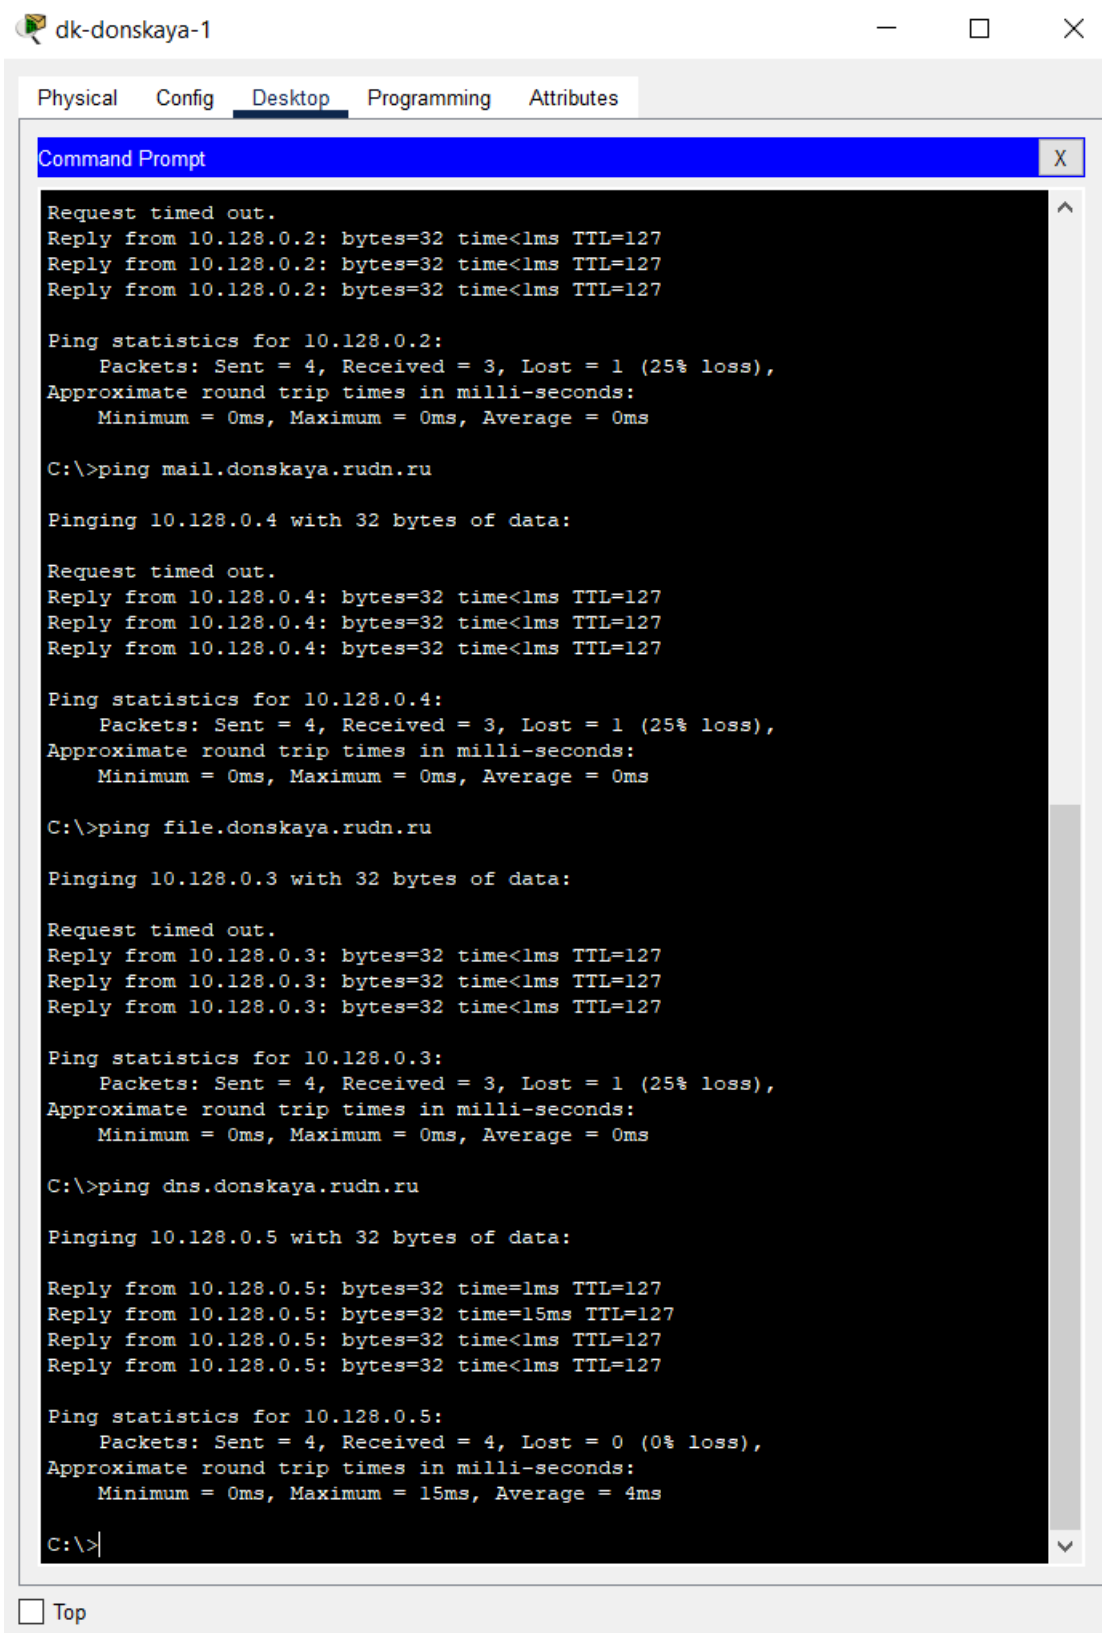 dk-donskaya-1
Physical Config Desktop Programming Attributes
Command Prompt X
Request timed out.
Reply from 10.128.0.2: bytes=32 time<1ms TTL=127
Reply from 10.128.0.2: bytes=32 time<1ms TTL=127
Reply from 10.128.0.2: bytes=32 time<1ms TTL=127
Ping statistics for 10.128.0.2:
Packets: Sent = 4, Received = 3, Lost = 1 (25% loss),
Approximate round trip times in milli-seconds:
Minimum = 0ms, Maximum = 0ms, Average = 0ms
C:\>ping mail.donskaya.rudn.ru
Pinging 10.128.0.4 with 32 bytes of data:
Request timed out.
Reply from 10.128.0.4: bytes=32 time<1ms TTL=127
Reply from 10.128.0.4: bytes=32 time<1ms TTL=127
Reply from 10.128.0.4: bytes=32 time<1ms TTL=127
Ping statistics for 10.128.0.4:
Packets: Sent = 4, Received = 3, Lost = 1 (25% loss),
Approximate round trip times in milli-seconds:
Minimum = 0ms, Maximum = 0ms, Average = 0ms
C:\>ping file.donskaya.rudn.ru
Pinging 10.128.0.3 with 32 bytes of data:
Request timed out.
Reply from 10.128.0.3: bytes=32 time<1ms TTL=127
Reply from 10.128.0.3: bytes=32 time<1ms TTL=127
Reply from 10.128.0.3: bytes=32 time<1ms TTL=127
Ping statistics for 10.128.0.3:
Packets: Sent = 4, Received = 3, Lost = 1 (25% loss),
Approximate round trip times in milli-seconds:
Minimum = 0ms, Maximum = 0ms, Average = 0ms
C:\>ping dns.donskaya.rudn.ru
Pinging 10.128.0.5 with 32 bytes of data:
Reply from 10.128.0.5: bytes=32 time=1ms TTL=127
Reply from 10.128.0.5: bytes=32 time=15ms TTL=127
Reply from 10.128.0.5: bytes=32 time<1ms TTL=127
Reply from 10.128.0.5: bytes=32 time<1ms TTL=127
Ping statistics for 10.128.0.5:
Packets: Sent = 4, Received = 4, Lost = 0 (0% loss),
Approximate round trip times in milli-seconds:
Minimum = 0ms, Maximum = 15ms, Average = 4ms
C:\>
Top